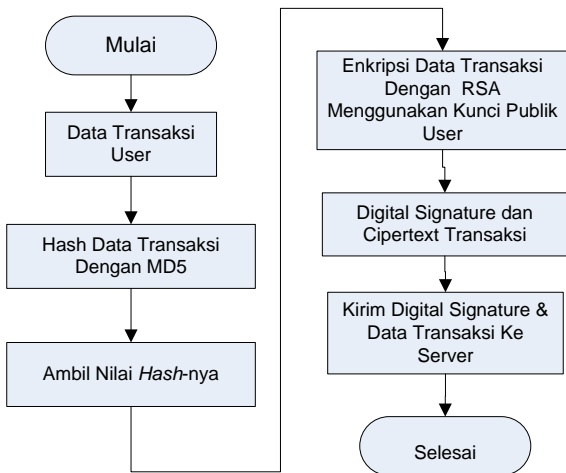 Mulai
Data Transaksi
User
Hash Data Transaksi
Dengan MD5
Ambil Nilai Hash-nya
Enkripsi Data Transaksi
Dengan RSA
Menggunakan Kunci Publik
User
Digital Signature dan
Cipertext Transaksi
Kirim Digital Signature &
Data Transaksi Ke
Server
Selesai